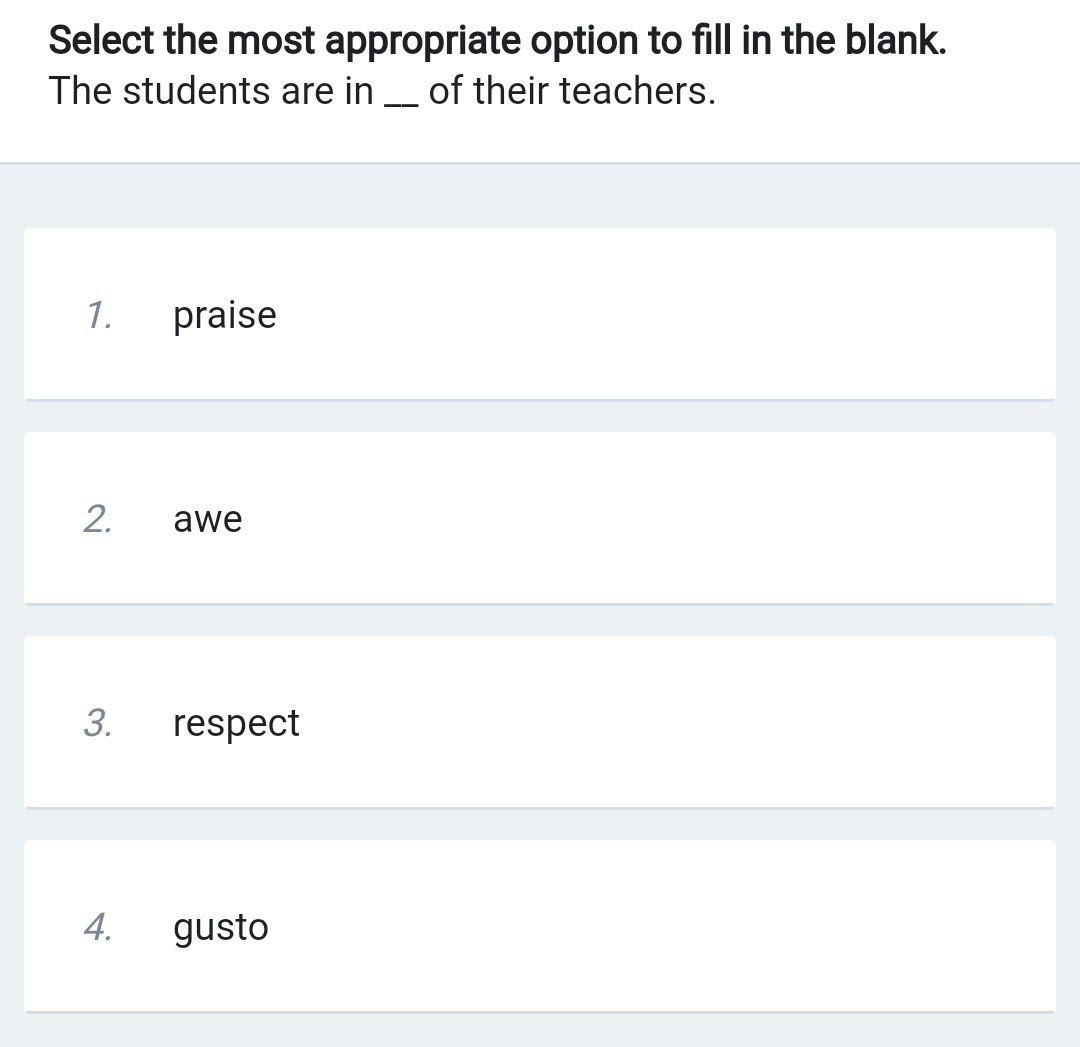 Select the most appropriate option to fill in the blank.
The students are in __ of their teachers.
1. praise
2. awe
3. respect
4. gusto